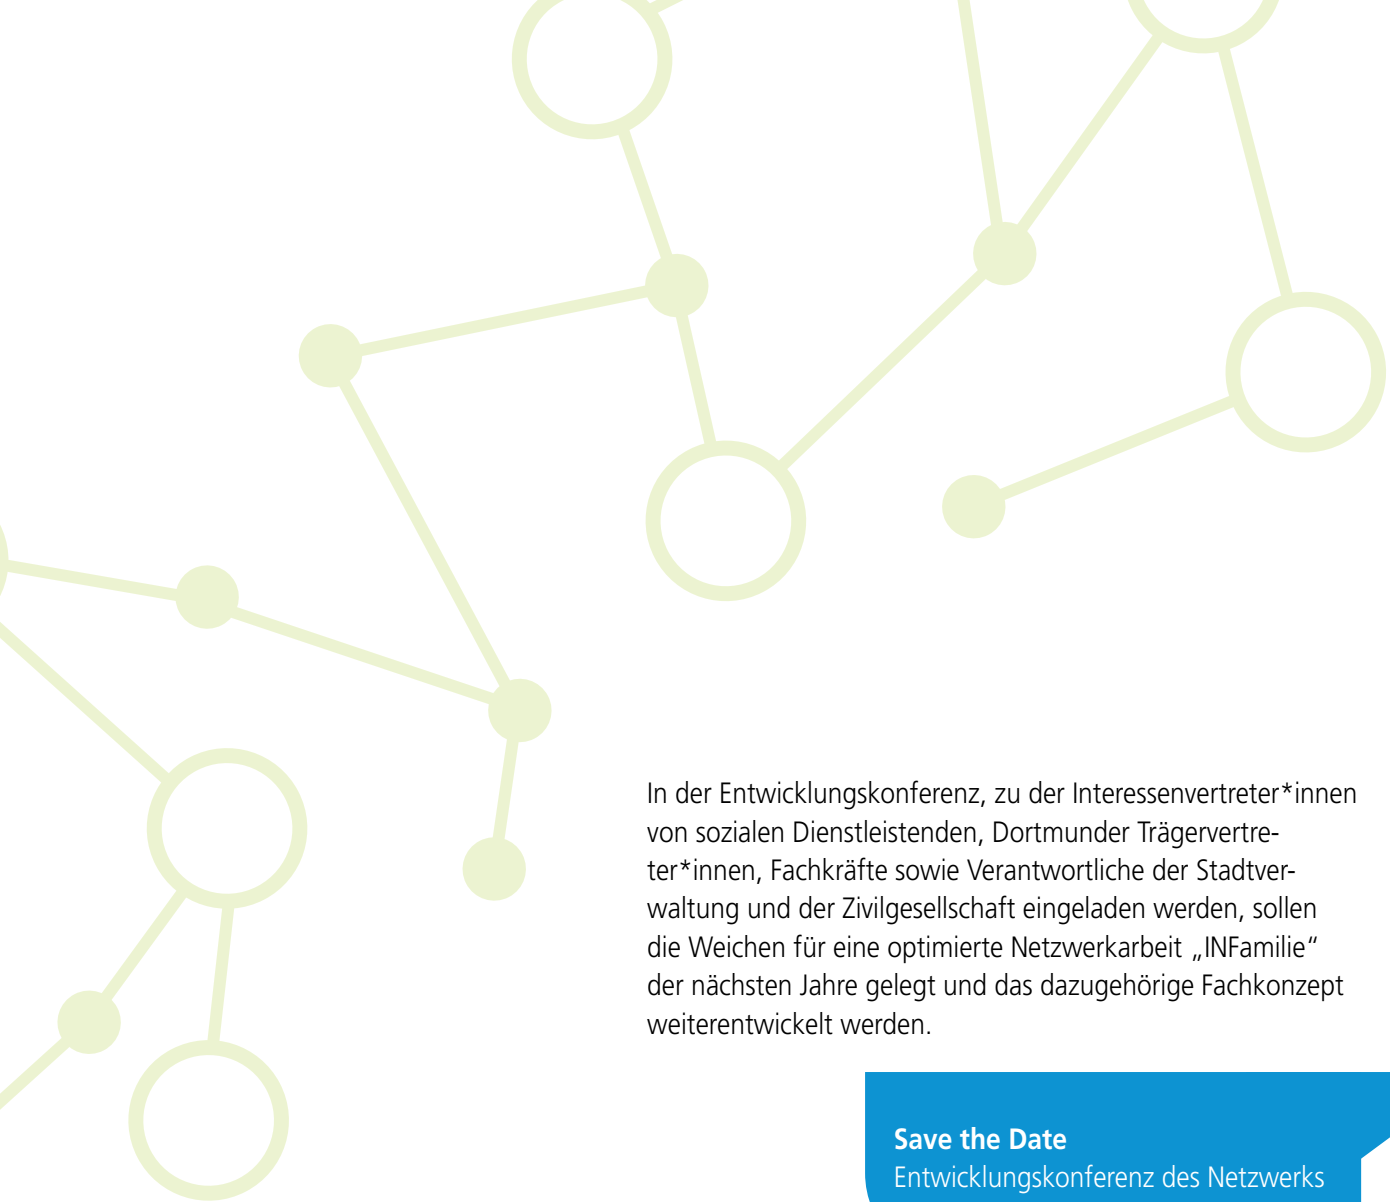 In der Entwicklungskonferenz, zu der Interessenvertreter*innen
von sozialen Dienstleistenden, Dortmunder Trägervertre-
ter*innen, Fachkräfte sowie Verantwortliche der Stadtver-
waltung und der Zivilgesellschaft eingeladen werden, sollen
die Weichen für eine optimierte Netzwerkarbeit „INFamilie“
der nächsten Jahre gelegt und das dazugehörige Fachkonzept
weiterentwickelt werden.
Save the Date
Entwicklungskonferenz des Netzwerks